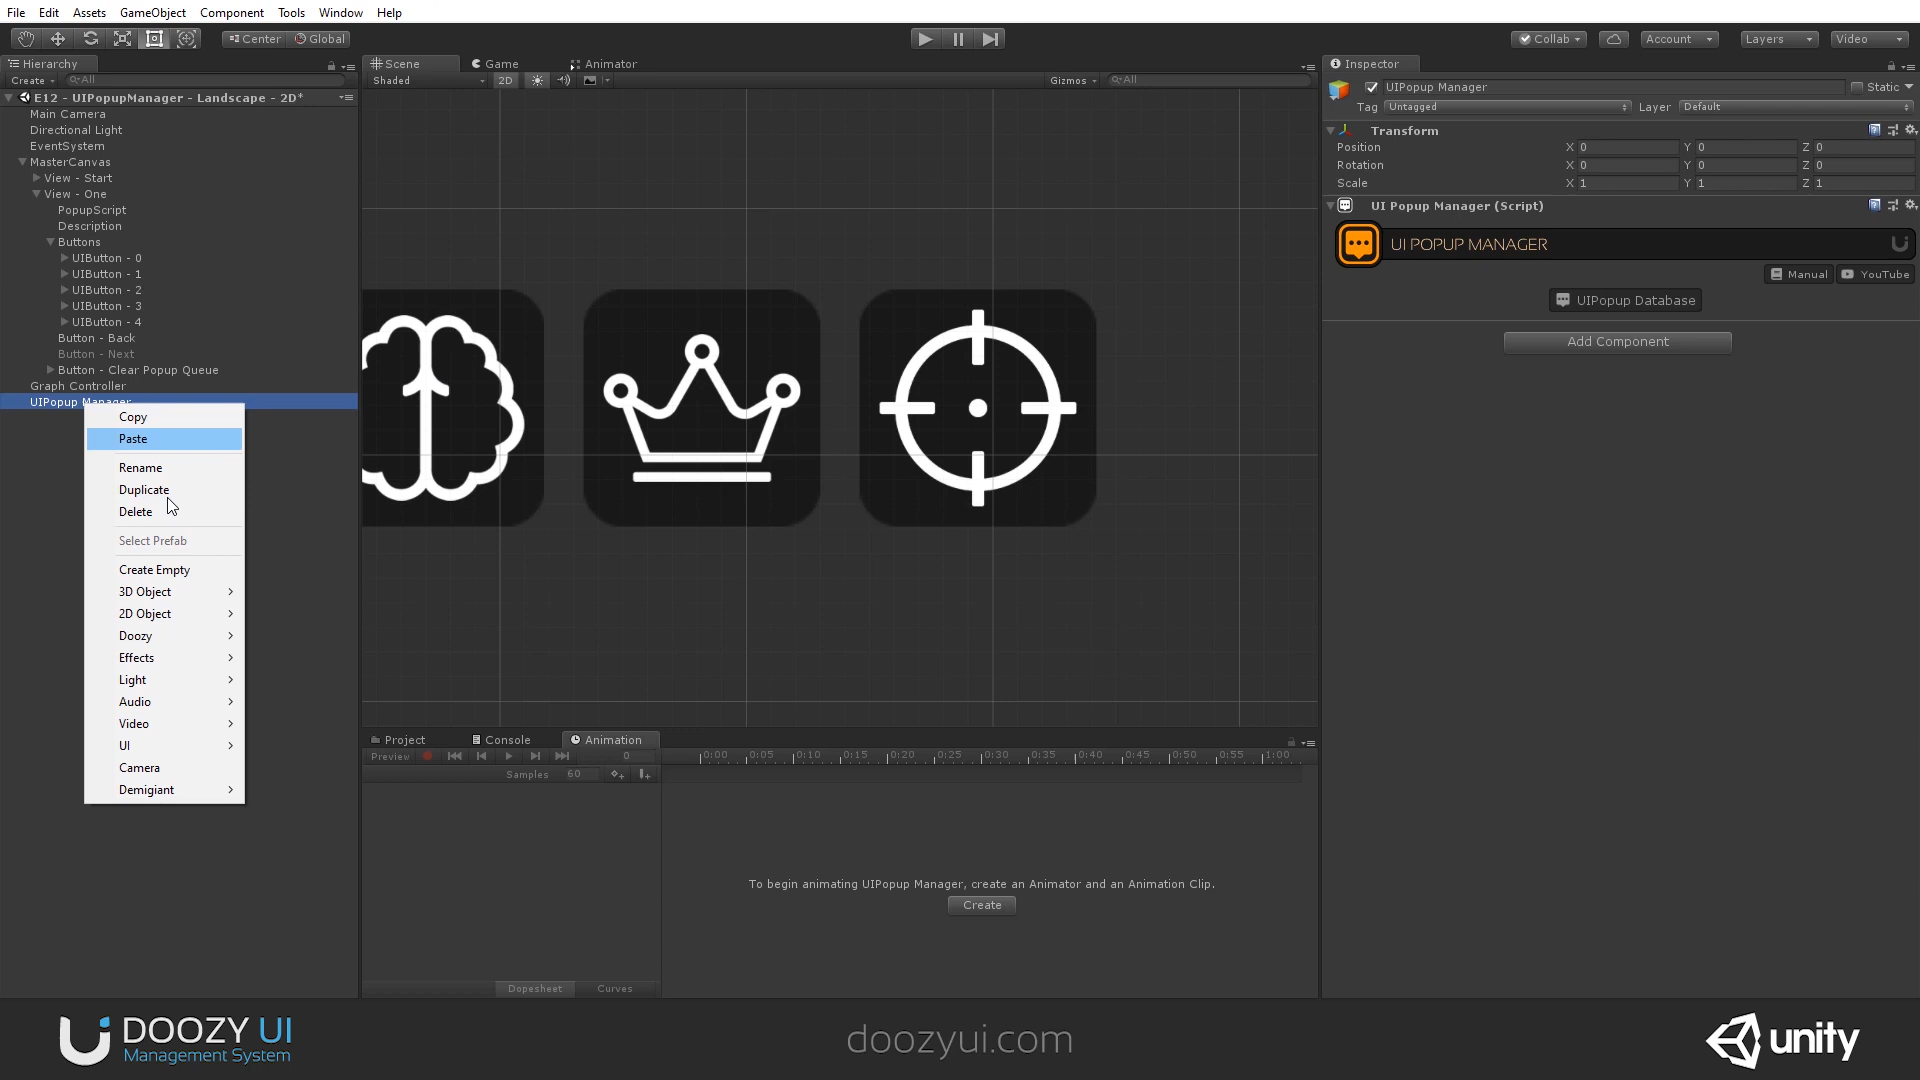 File Edit Assets GameObject Component Tools Window Help
Center Global
Collab Account Layers Video
Hierarchy
Create All
E12 - UIPopupManager - Landscape - 2D*
Main Camera
Directional Light
EventSystem
MasterCanvas
View - Start
View - One
PopupScript
Description
Buttons
UIButton - 0
UIButton - 1
UIButton - 2
UIButton - 3
UIButton - 4
Button - Back
Button - Next
Button - Clear Popup Queue
Graph Controller
UIPopup Manager
Copy
Paste
Rename
Duplicate
Delete
Select Prefab
Create Empty
3D Object
2D Object
Doozy
Effects
Light
Audio
Video
UI
Camera
Demigiant
Scene Game Animator
Shaded 2D Gizmos All
Project Console Animation
Preview 0 0:00 0:05 0:10 0:15 0:20 0:25 0:30 0:35 0:40 0:45 0:50 0:55 1:00
Samples 60
To begin animating UIPopup Manager, create an Animator and an Animation Clip.
Create
Dopesheet Curves
Inspector
UIPopup Manager Static
Tag Untagged Layer Default
Transform
Position X 0 Y 0 Z 0
Rotation X 0 Y 0 Z 0
Scale X 1 Y 1 Z 1
UI Popup Manager (Script)
UI POPUP MANAGER
Manual YouTube
UIPopup Database
Add Component
DOOZY UI
Management System
doozyui.com
unity